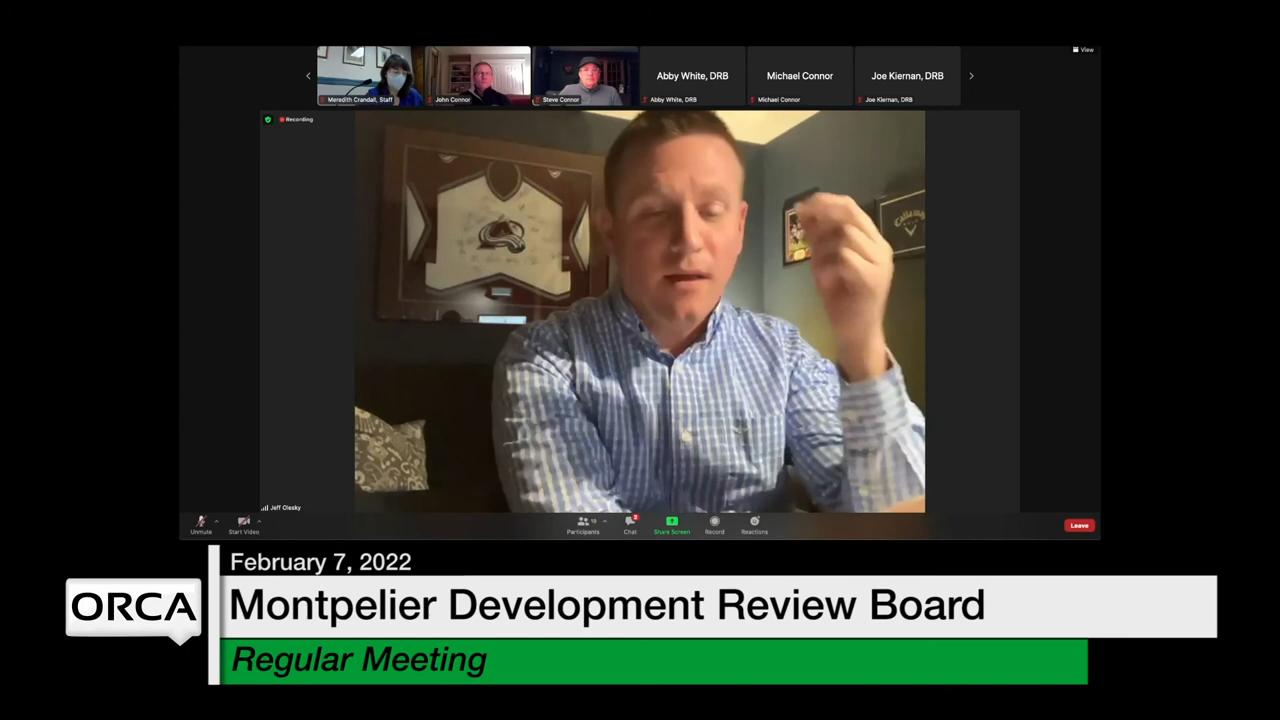 View
Abby White, DRB
Michael Connor
Joe Kiernan, DRB
Meredith Crandall, Staff
John Connor
Steve Connor
Abby White, DRB
Michael Connor
Joe Kiernan, DRB
Recording
Callaway
Jeff Olesky
Unmute
Start Video
Participants
Chat
Share Screen
Record
Reactions
Leave
February 7, 2022
ORCA
Montpelier Development Review Board
Regular Meeting